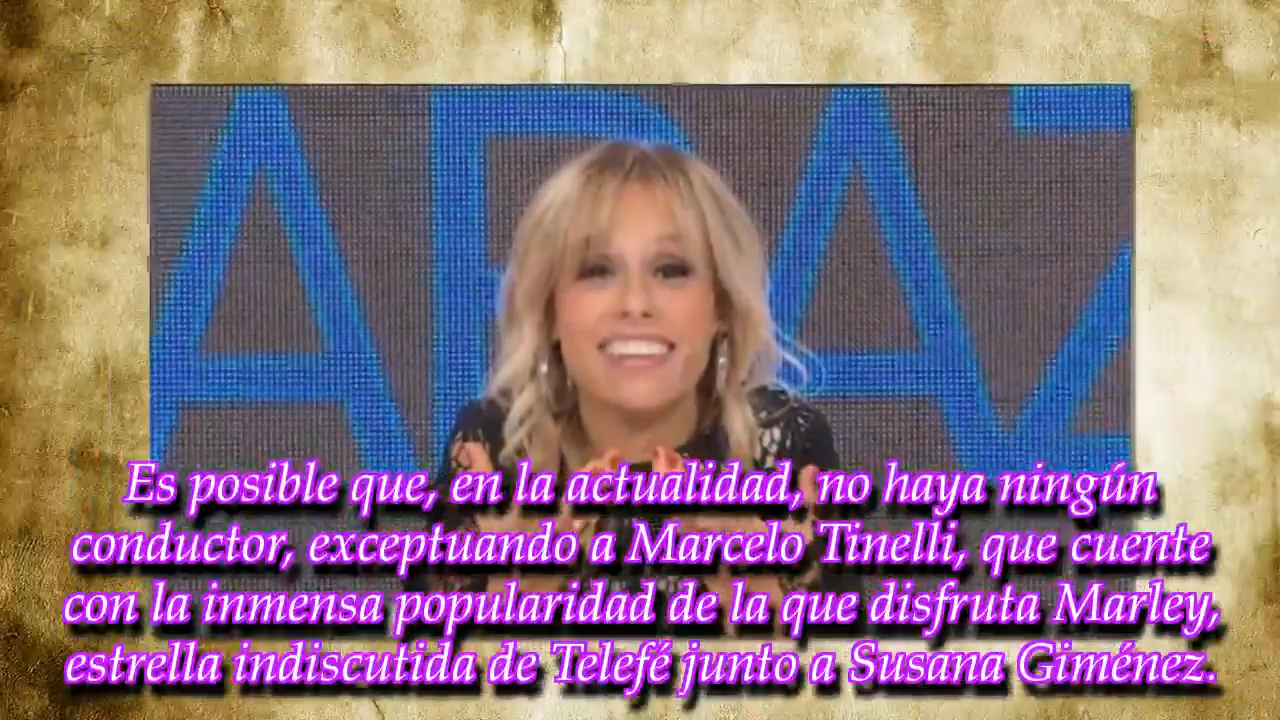 ARAZ
Es posible que, en la actualidad, no haya ningún
conductor, exceptuando a Marcelo Tinelli, que cuente
con la inmensa popularidad de la que disfruta Marley,
estrella indiscutida de Telefé junto a Susana Giménez.